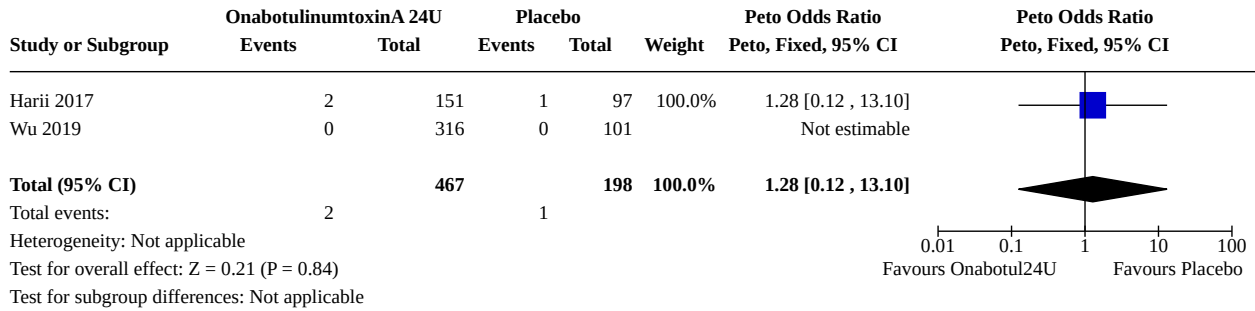 OnabotulinumtoxinA 24U Placebo Peto Odds Ratio Peto Odds Ratio
Study or Subgroup Events Total Events Total Weight Peto, Fixed, 95% CI Peto, Fixed, 95% CI
Harii 2017 2 151 1 97 100.0% 1.28 [0.12 , 13.10]
Wu 2019 0 316 0 101 Not estimable
Total (95% CI) 467 198 100.0% 1.28 [0.12 , 13.10]
Total events: 2 1
Heterogeneity: Not applicable 0.01 0.1 1 10 100
Test for overall effect: Z = 0.21 (P = 0.84) Favours Onabotul24U Favours Placebo
Test for subgroup differences: Not applicable